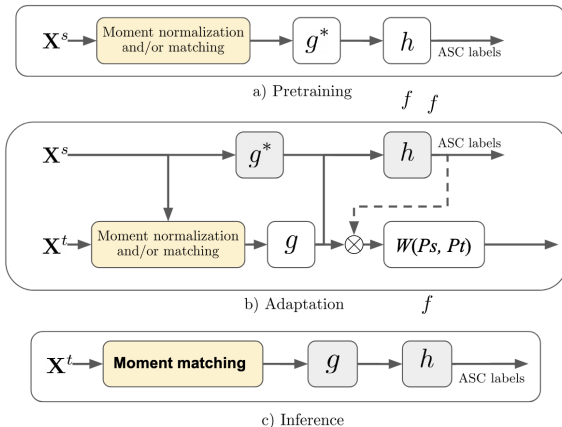 X^s Moment normalization and/or matching g* h ASC labels
a) Pretraining
f f
X^s g* h ASC labels
X^t Moment normalization and/or matching g ⊗ W(Ps, Pt)
b) Adaptation
f
X^t Moment matching g h ASC labels
c) Inference